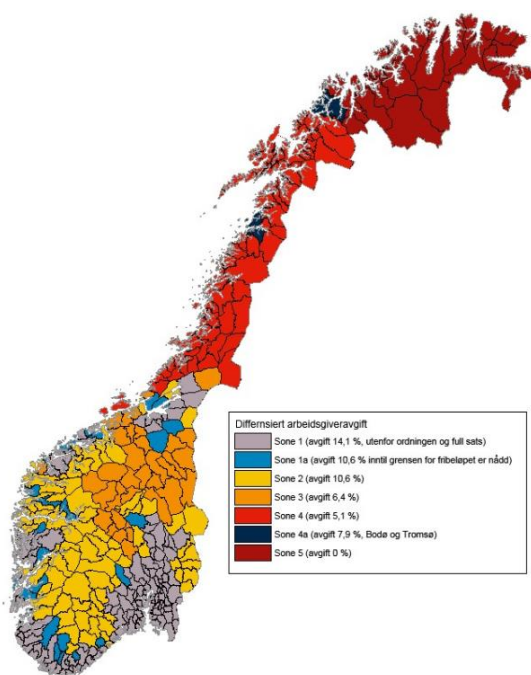 Differnsiert arbeidsgiveravgift
Sone 1 (avgift 14,1 %, utenfor ordningen og full sats)
Sone 1a (avgift 10,6 % inntil grensen for fribeløpet er nådd)
Sone 2 (avgift 10,6 %)
Sone 3 (avgift 6,4 %)
Sone 4 (avgift 5,1 %)
Sone 4a (avgift 7,9 %, Bodø og Tromsø)
Sone 5 (avgift 0 %)